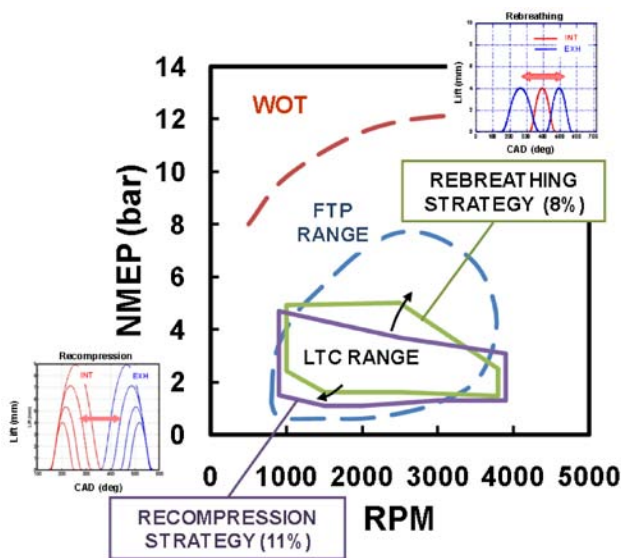 Rebreathing
INT
EXH
Lift (mm)
CAD (deg)
14
12
10
8
6
4
2
0
NMEP (bar)
WOT
FTP
RANGE
REBREATHING
STRATEGY (8%)
LTC RANGE
Recompression
INT
EXH
Lift (mm)
CAD (deg)
0 1000 2000 3000 4000 5000
RPM
RECOMPRESSION
STRATEGY (11%)